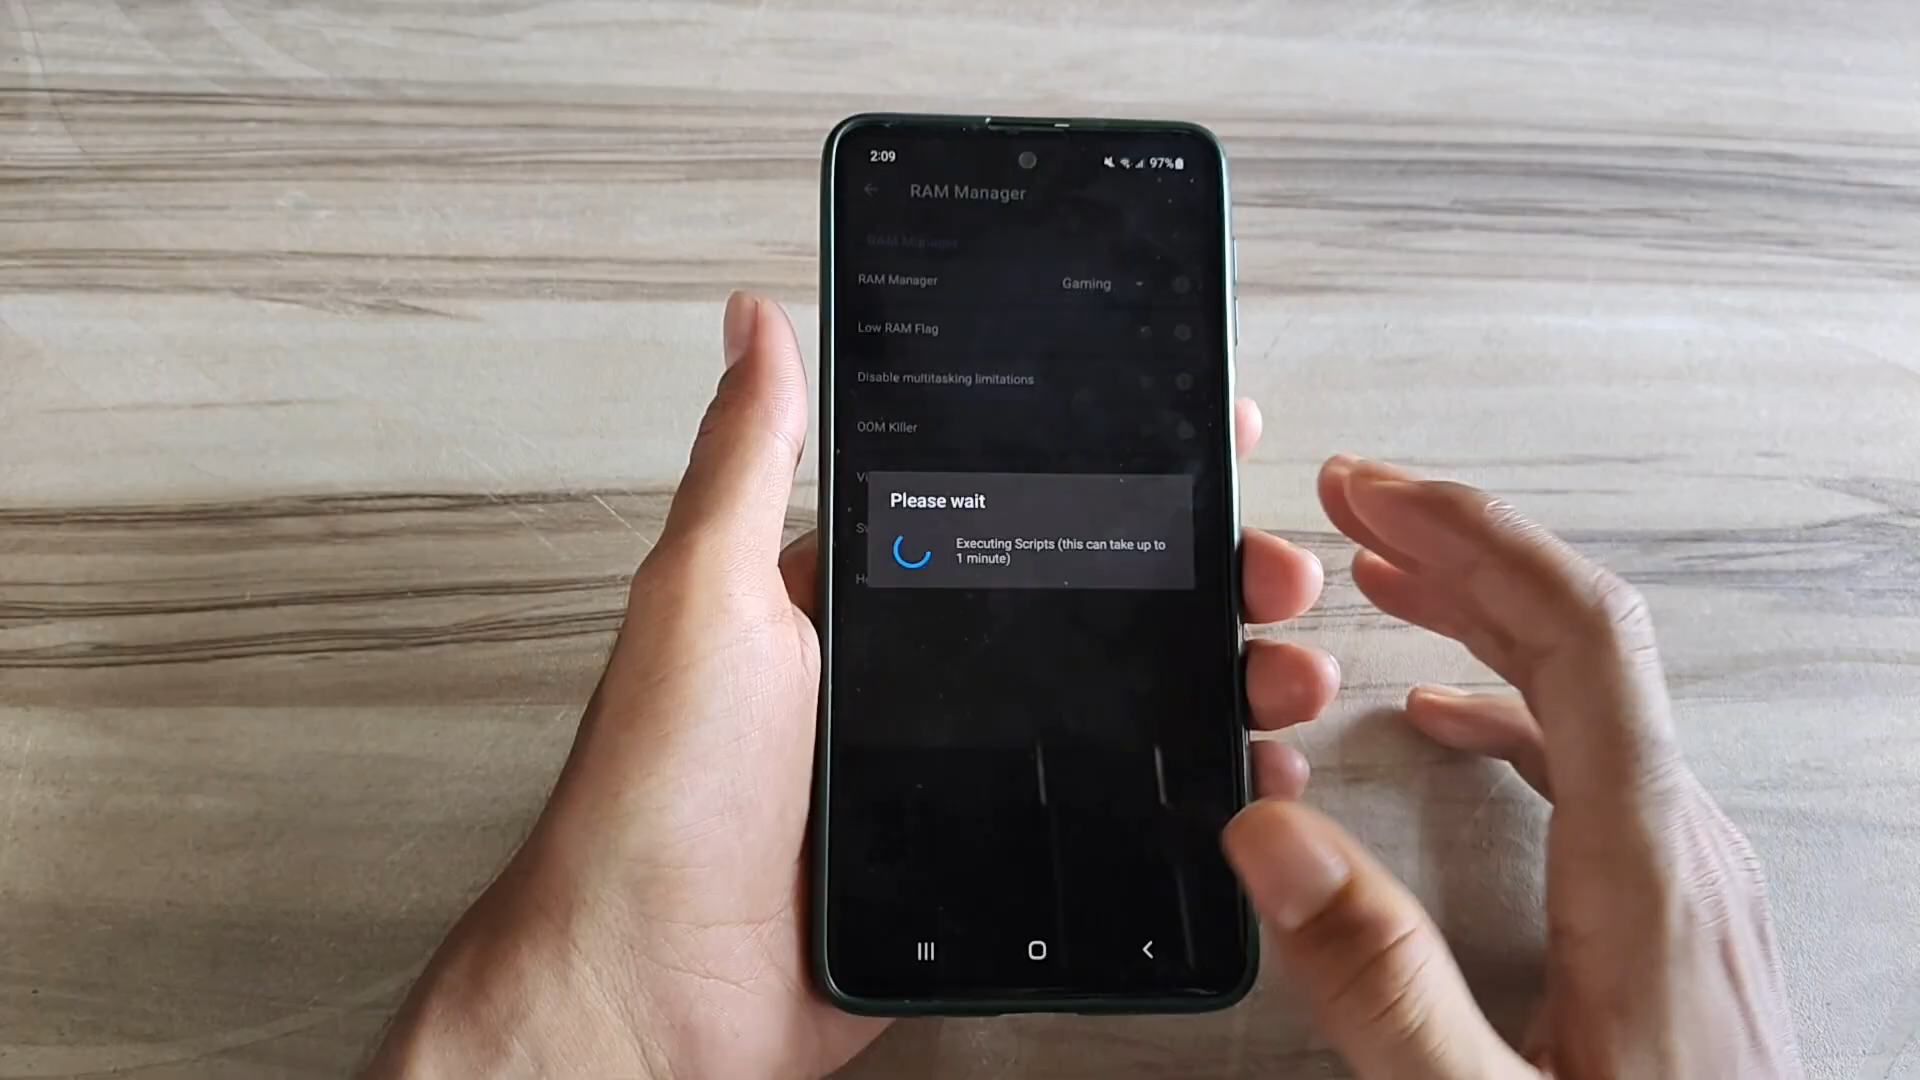 2:09
97%
RAM Manager
RAM Manager
RAM Manager
Gaming
Low RAM Flag
Disable multitasking limitations
OOM Killer
Please wait
Executing Scripts (this can take up to
1 minute)